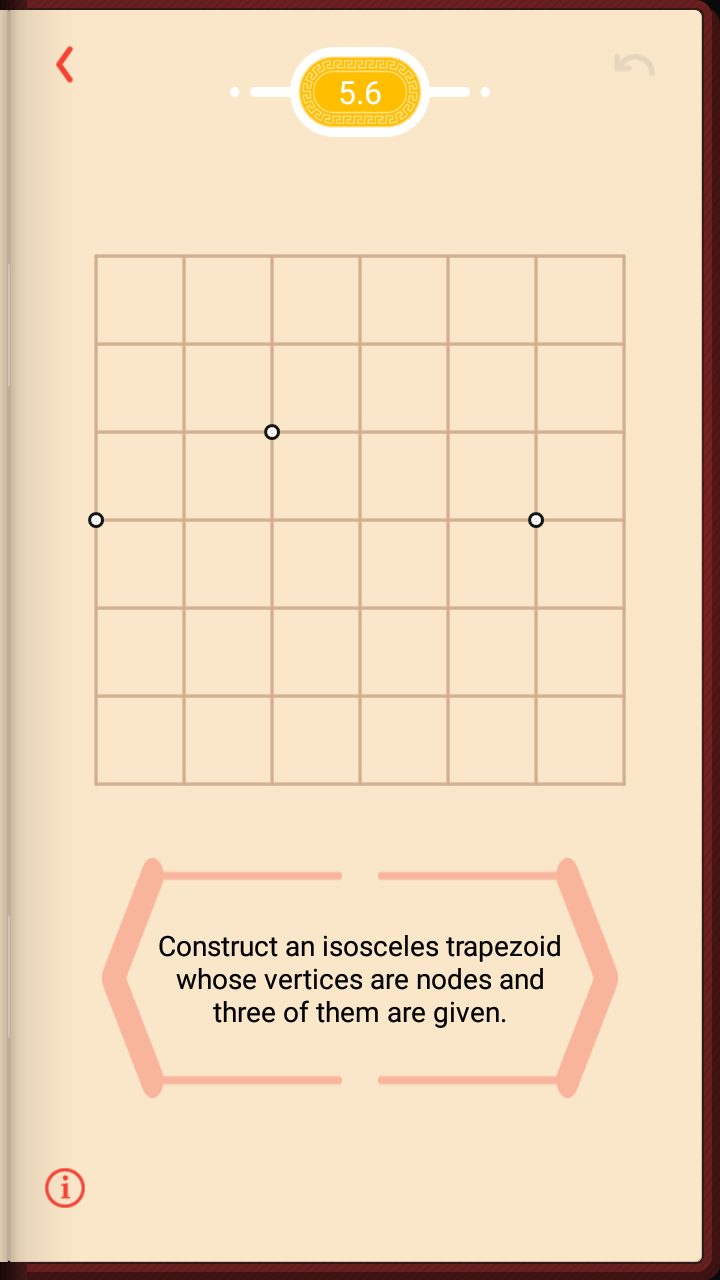 5.6
Construct an isosceles trapezoid
whose vertices are nodes and
three of them are given.
i